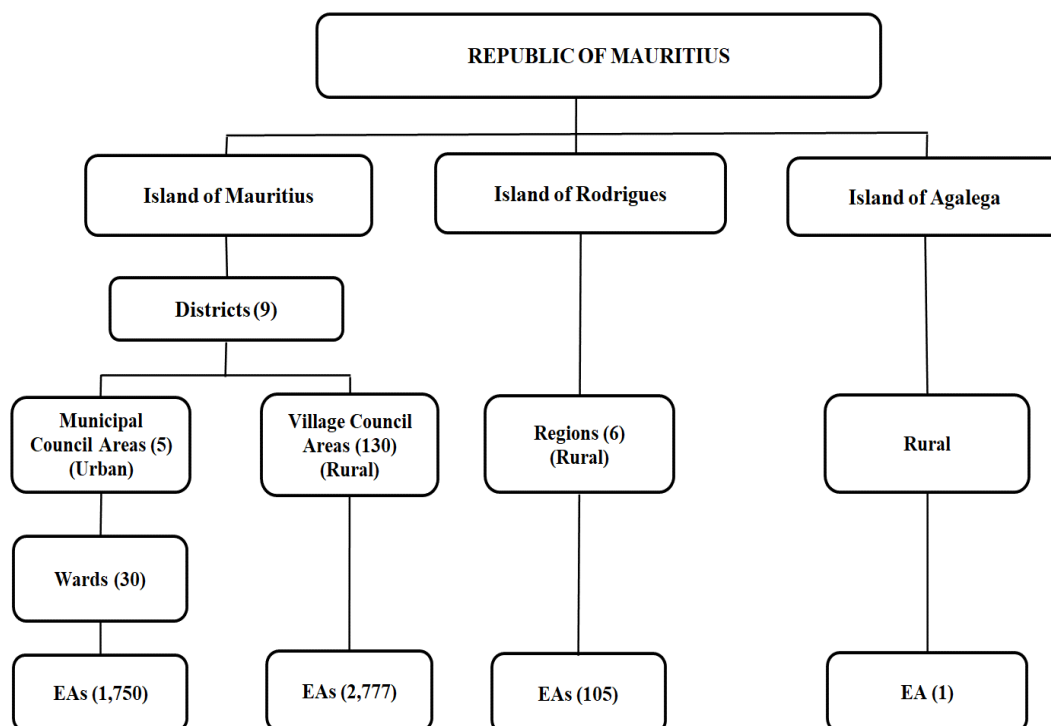 REPUBLIC OF MAURITIUS
Island of Mauritius
Island of Rodrigues
Island of Agalega
Districts (9)
Municipal
Council Areas (5)
(Urban)
Village Council
Areas (130)
(Rural)
Regions (6)
(Rural)
Rural
Wards (30)
EAs (1,750)
EAs (2,777)
EAs (105)
EA (1)